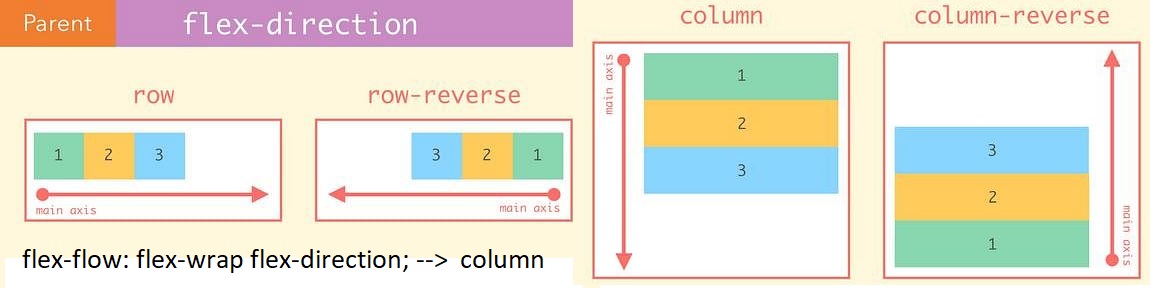 Parent
flex-direction
row
1 2 3
main axis
row-reverse
3 2 1
main axis
flex-flow: flex-wrap flex-direction; --> column
column
main axis
1
2
3
column-reverse
3
2
1
main axis